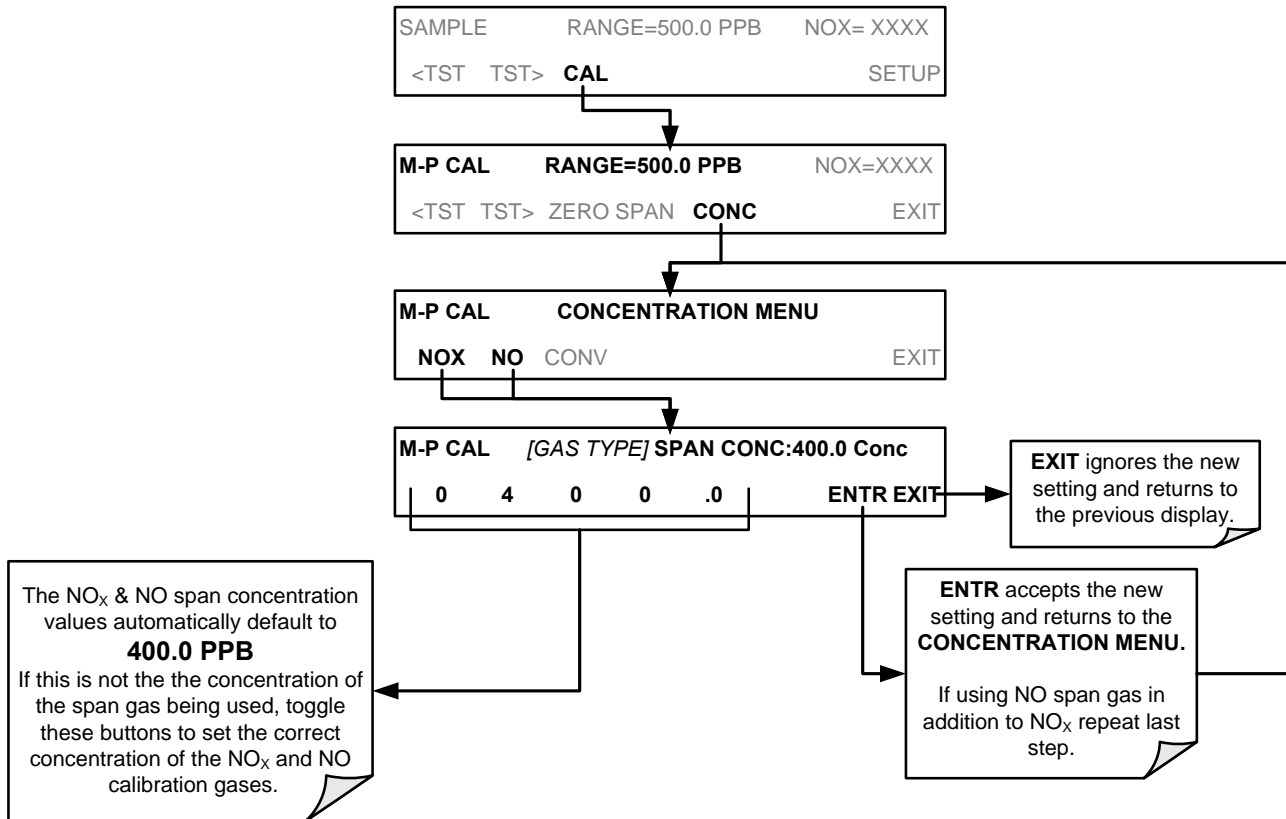 SAMPLE RANGE=500.0 PPB NOX= XXXX
<TST TST> CAL SETUP
M-P CAL RANGE=500.0 PPB NOX=XXXX
<TST TST> ZERO SPAN CONC EXIT
M-P CAL CONCENTRATION MENU
NOX NO CONV EXIT
M-P CAL [GAS TYPE] SPAN CONC:400.0 Conc
0 4 0 0 .0 ENTR EXIT
EXIT ignores the new
setting and returns to
the previous display.
The NOX & NO span concentration
values automatically default to
400.0 PPB
If this is not the the concentration of
the span gas being used, toggle
these buttons to set the correct
concentration of the NOX and NO
calibration gases.
ENTR accepts the new
setting and returns to the
CONCENTRATION MENU.
If using NO span gas in
addition to NOX repeat last
step.